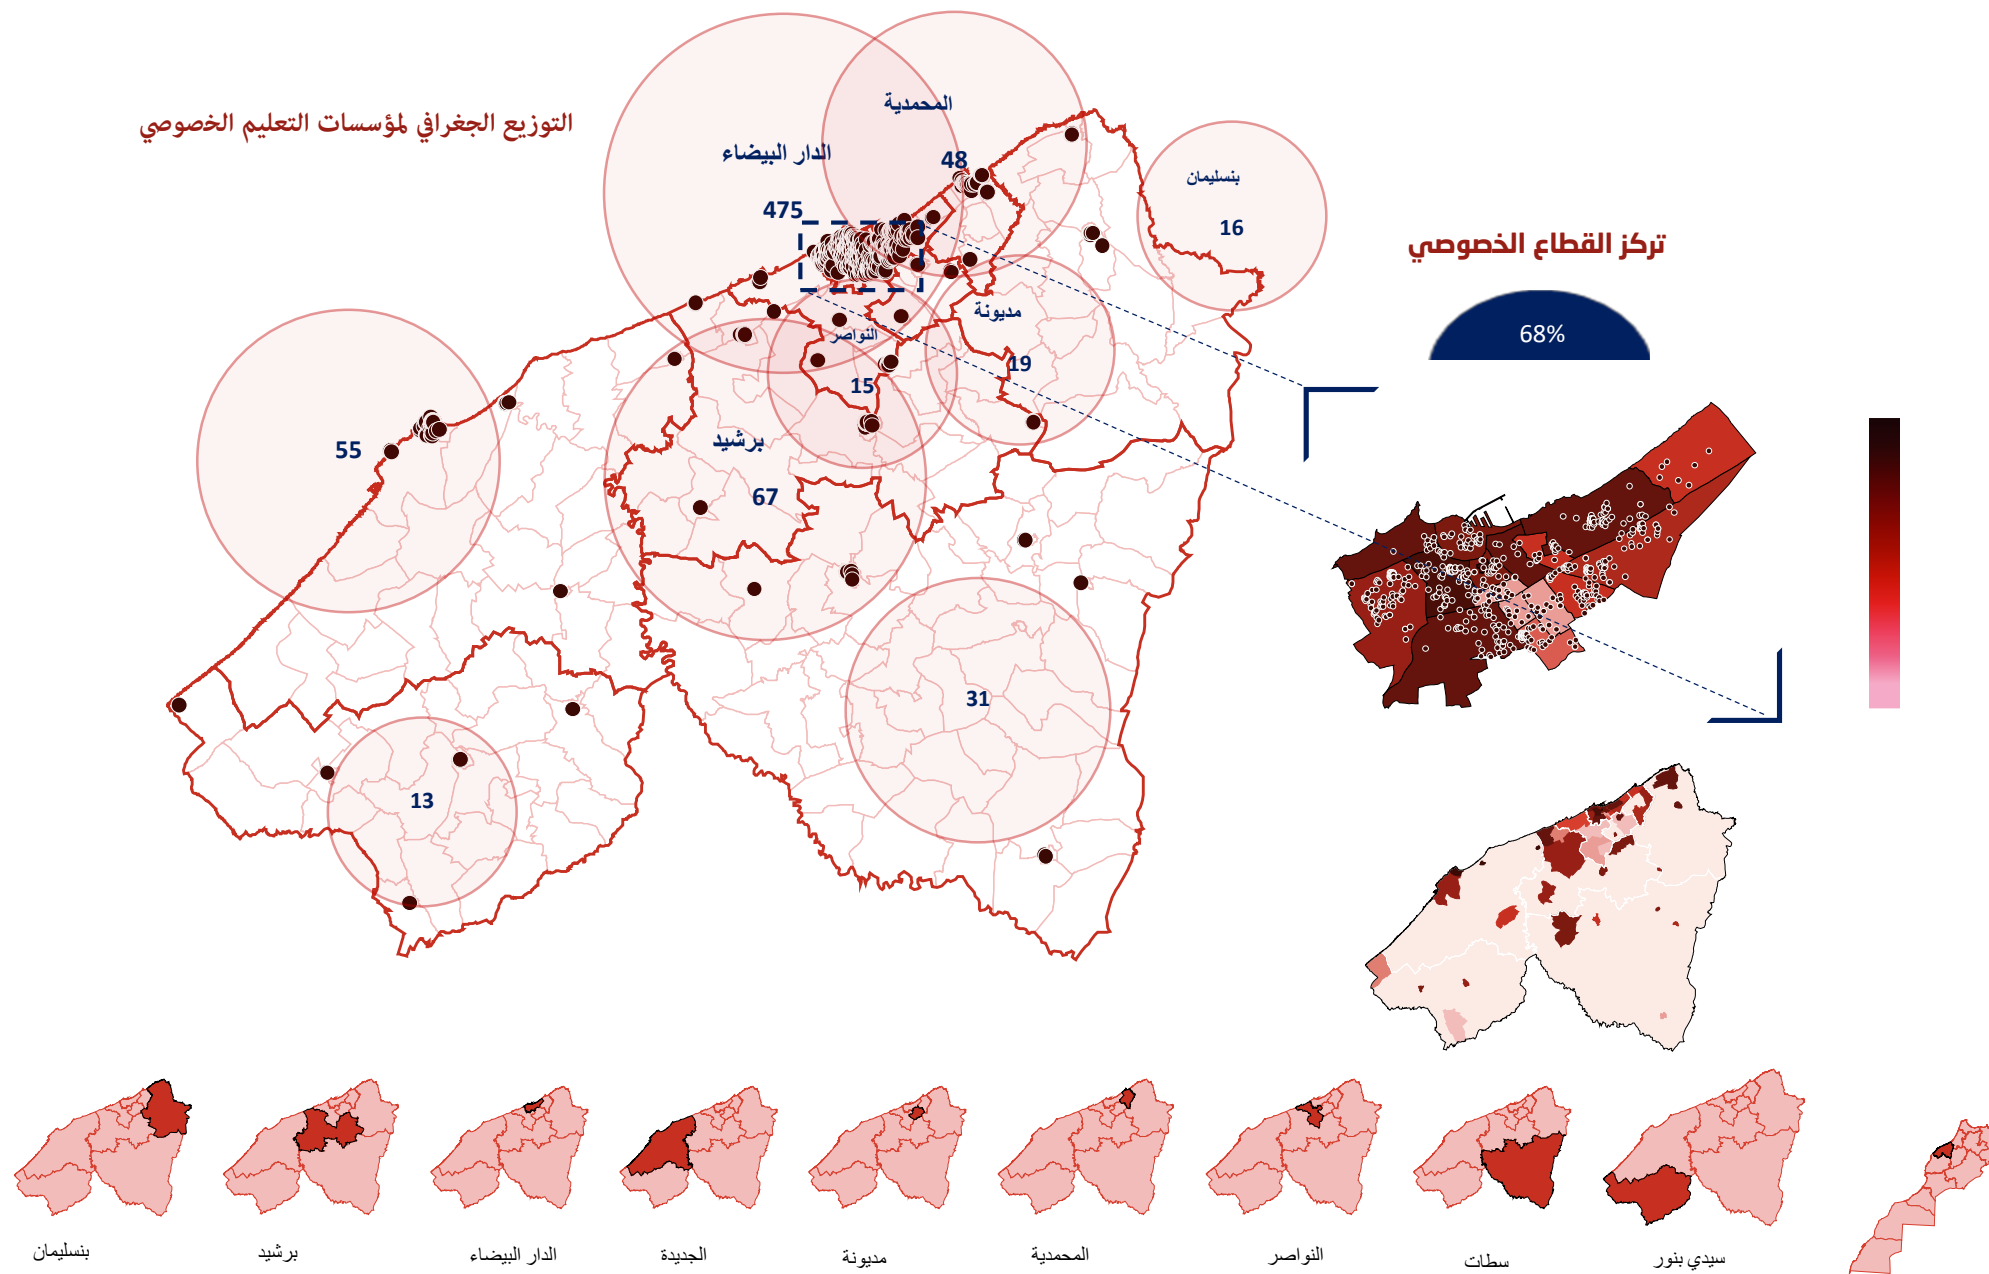 التوزيع الجغرافي لمؤسسات التعليم الخصوصي
المحمدية
48
الدار البيضاء
475
بنسليمان
16
تركز القطاع الخصوصي
68%
مديونة
19
النواصر
15
برشيد
67
55
31
13
بنسليمان
برشيد
الدار البيضاء
الجديدة
مديونة
المحمدية
النواصر
سطات
سيدي بنور